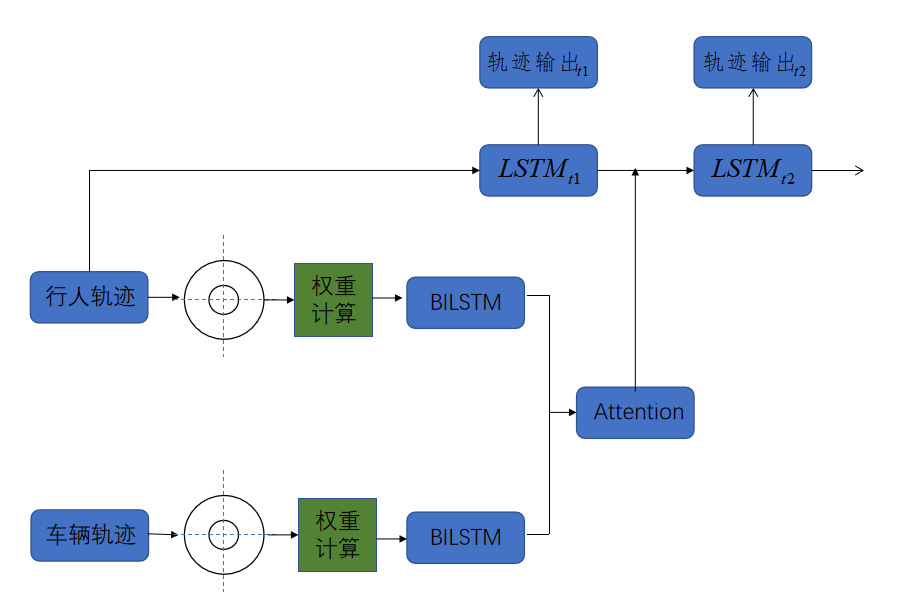 轨迹输出t1
轨迹输出t2
LSTMt1
LSTMt2
行人轨迹
权重
计算
BILSTM
Attention
车辆轨迹
权重
计算
BILSTM